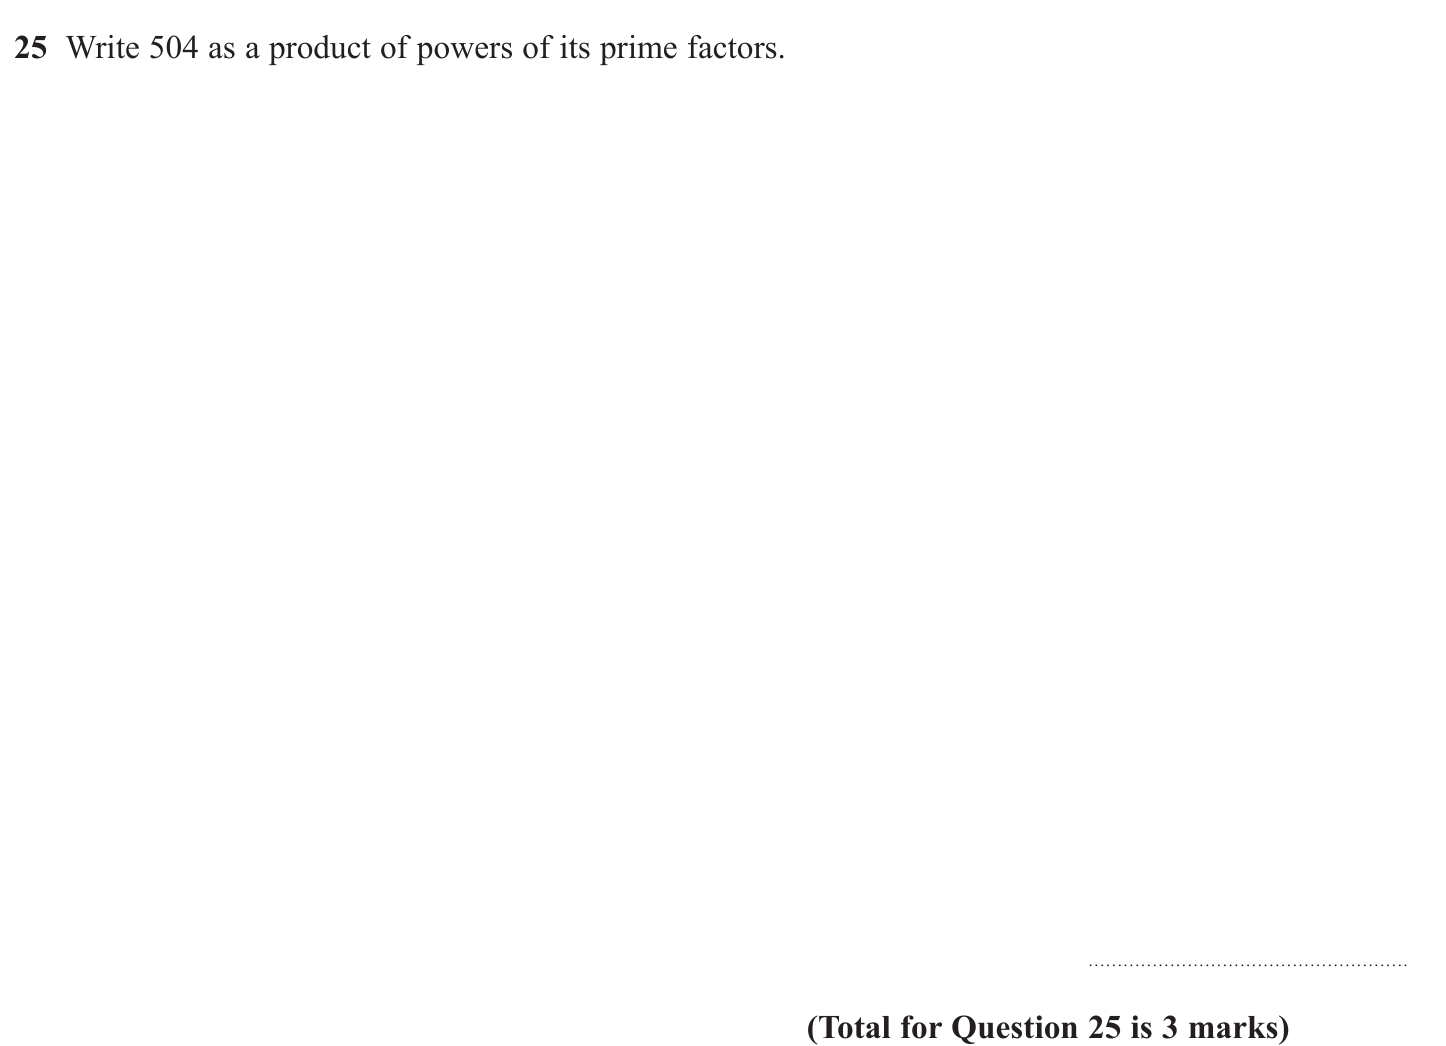 25 Write 504 as a product of powers of its prime factors.
......................................................
(Total for Question 25 is 3 marks)